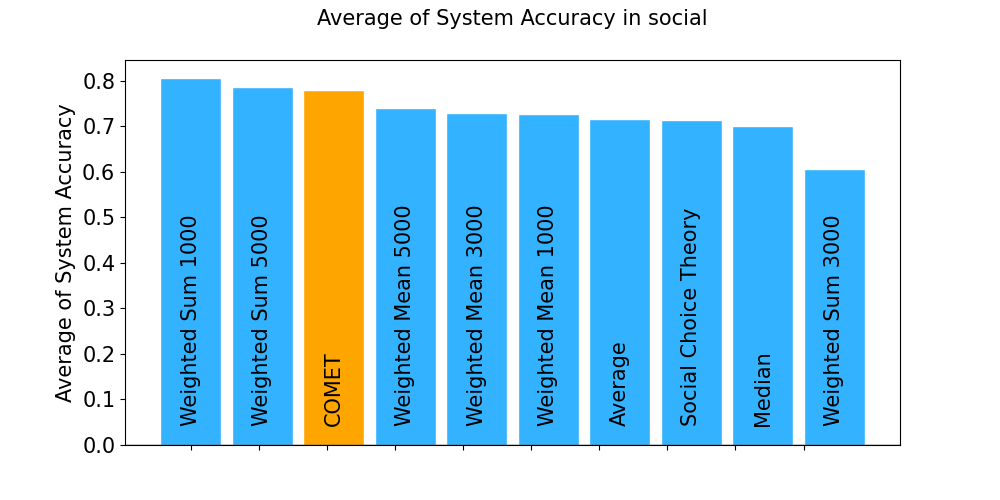 Average of System Accuracy in social
Average of System Accuracy
0.8
0.7
0.6
0.5
0.4
0.3
0.2
0.1
0.0
Weighted Sum 1000
Weighted Sum 5000
COMET
Weighted Mean 5000
Weighted Mean 3000
Weighted Mean 1000
Average
Social Choice Theory
Median
Weighted Sum 3000